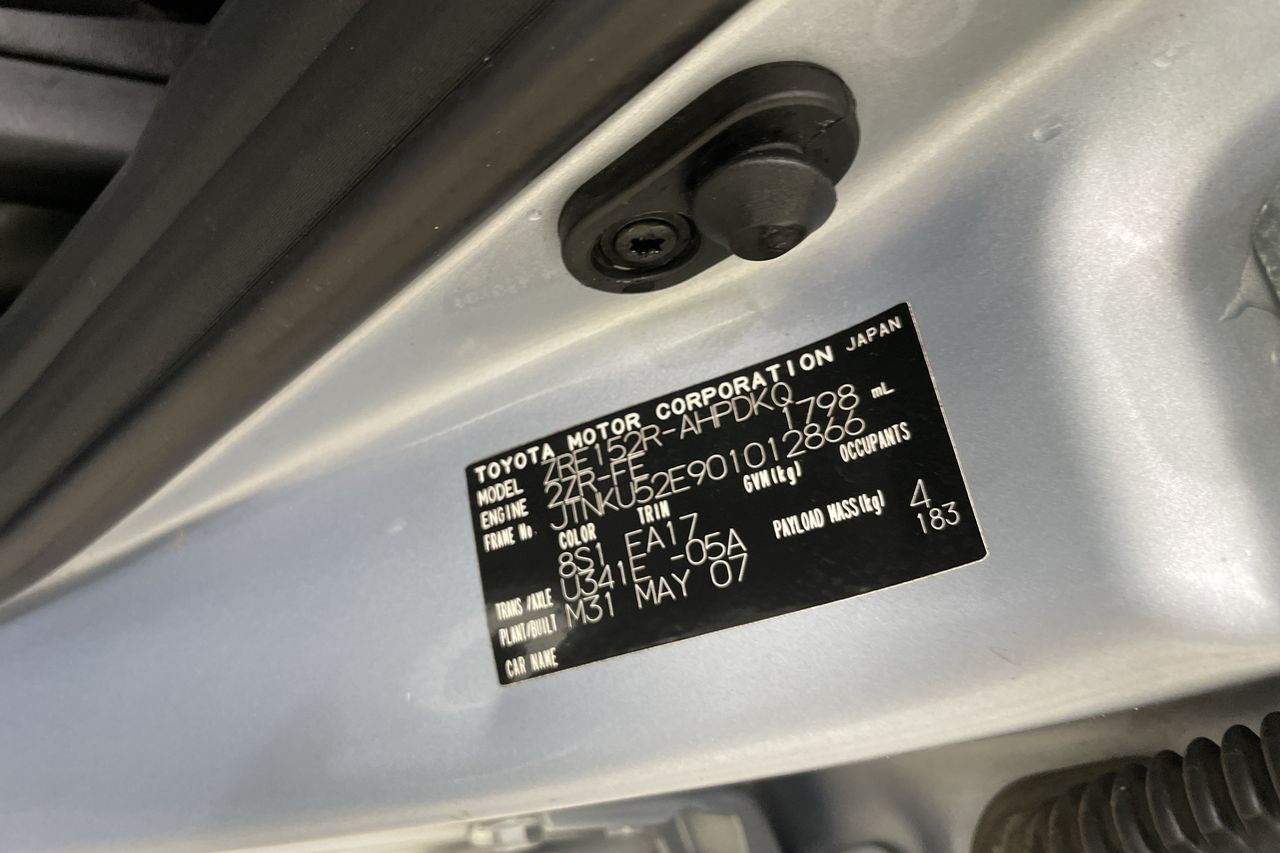 TOYOTA MOTOR CORPORATION JAPAN
MODEL ZRE152R-AHPDKQ
ENGINE 2ZR-FE 1798 mL
FRAME No. JTNKU52E901012866
COLOR TRIM GVM(kg) OCCUPANTS
8S1 EA17 4
TRANS/AXLE U341E -05A PAYLOAD MASS(kg) 183
PLANT/BUILT M31 MAY 07
CAR NAME